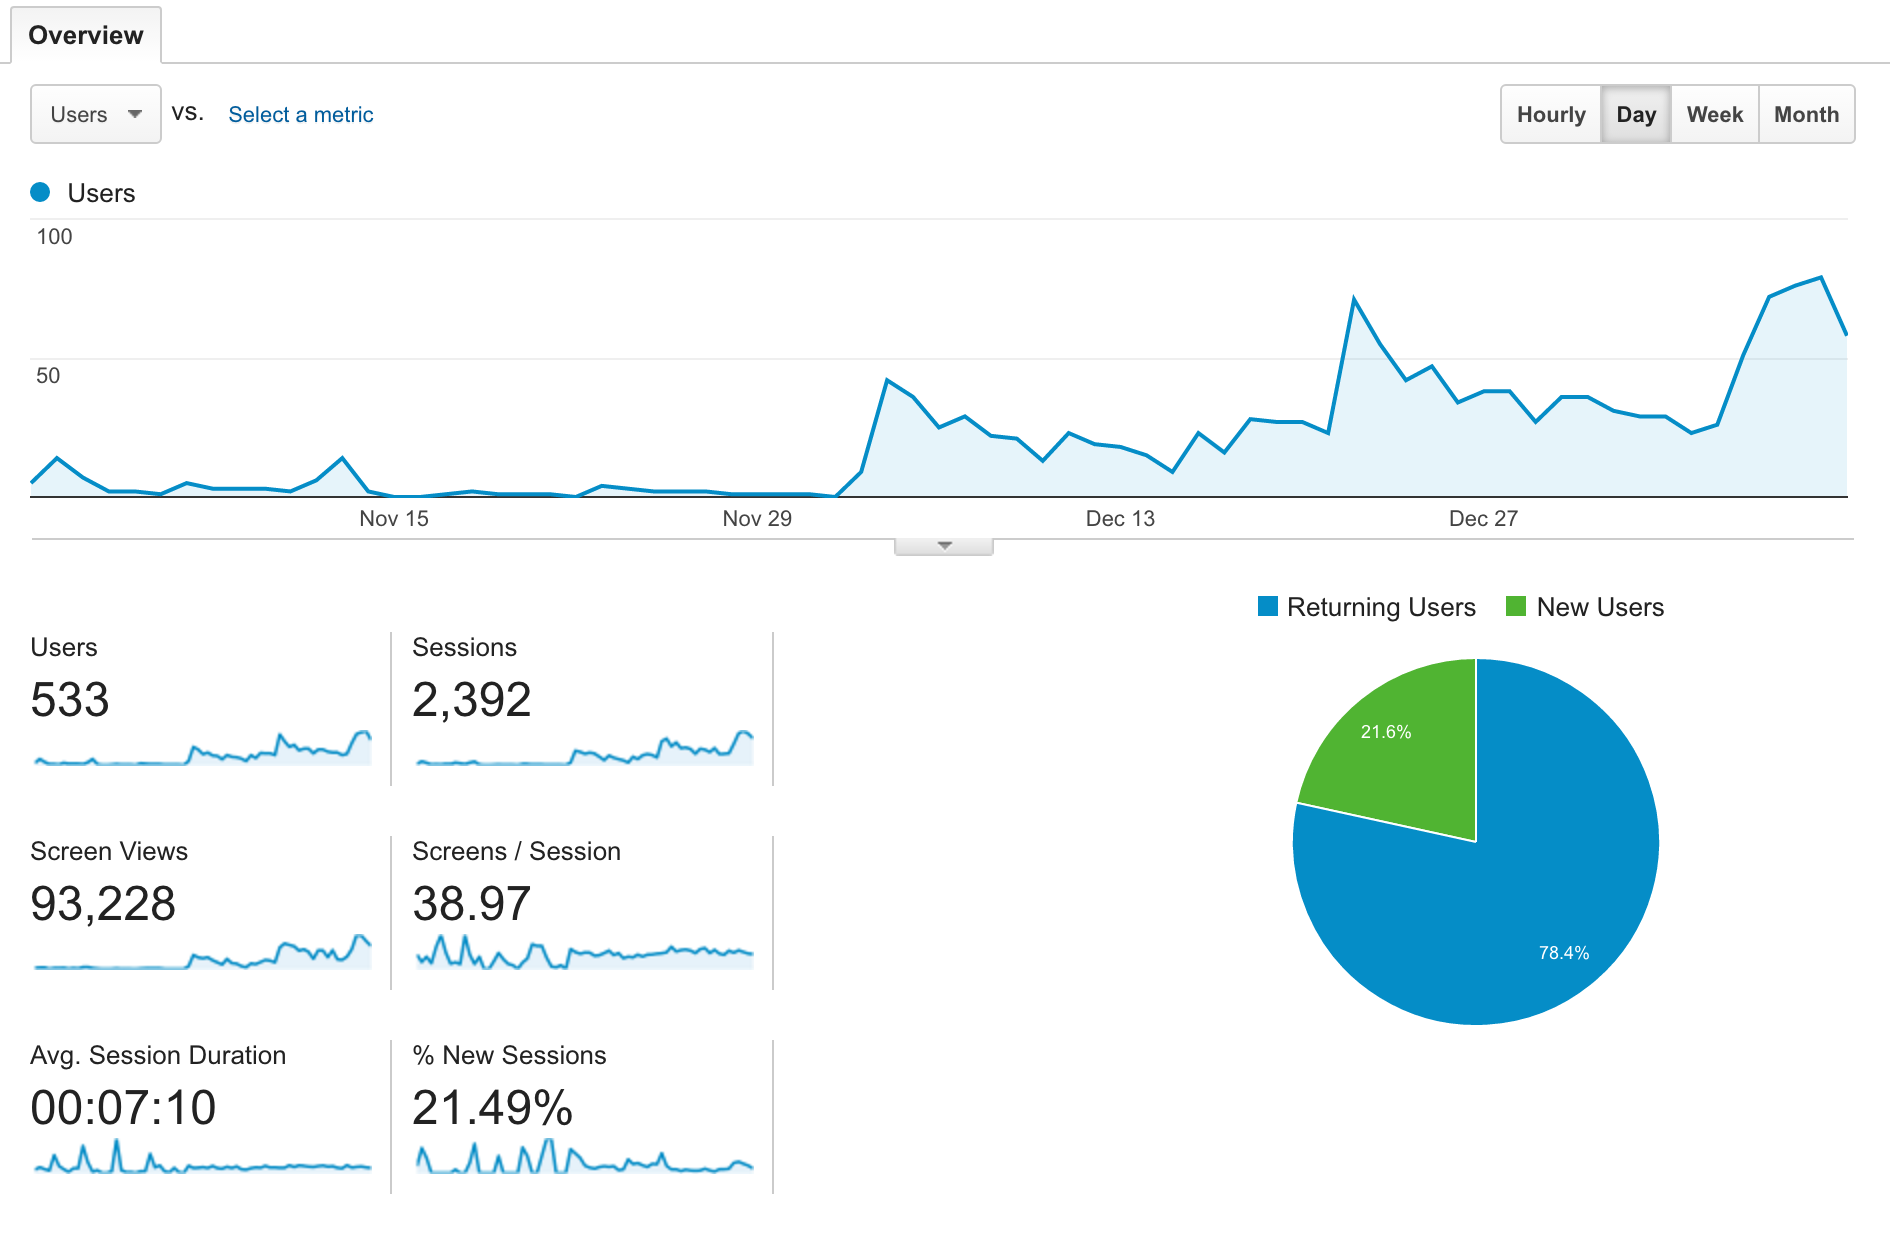 Overview
Users vs. Select a metric
Hourly Day Week Month
Users
100
50
Nov 15 Nov 29 Dec 13 Dec 27
Returning Users New Users
Users Sessions
533 2,392
21.6%
Screen Views Screens / Session
93,228 38.97
78.4%
Avg. Session Duration % New Sessions
00:07:10 21.49%